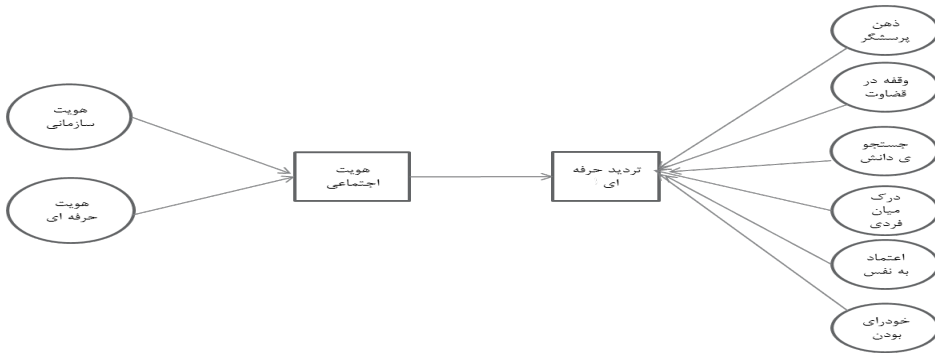 ذهن
پرسشگر
وقفه در
قضاوت
جستجو
ی دانش
درک
میان
فردی
اعتماد
به نفس
خودرای
بودن
تردید حرفه
ای
هویت
اجتماعی
هویت
سازمانی
هویت
حرفه ای